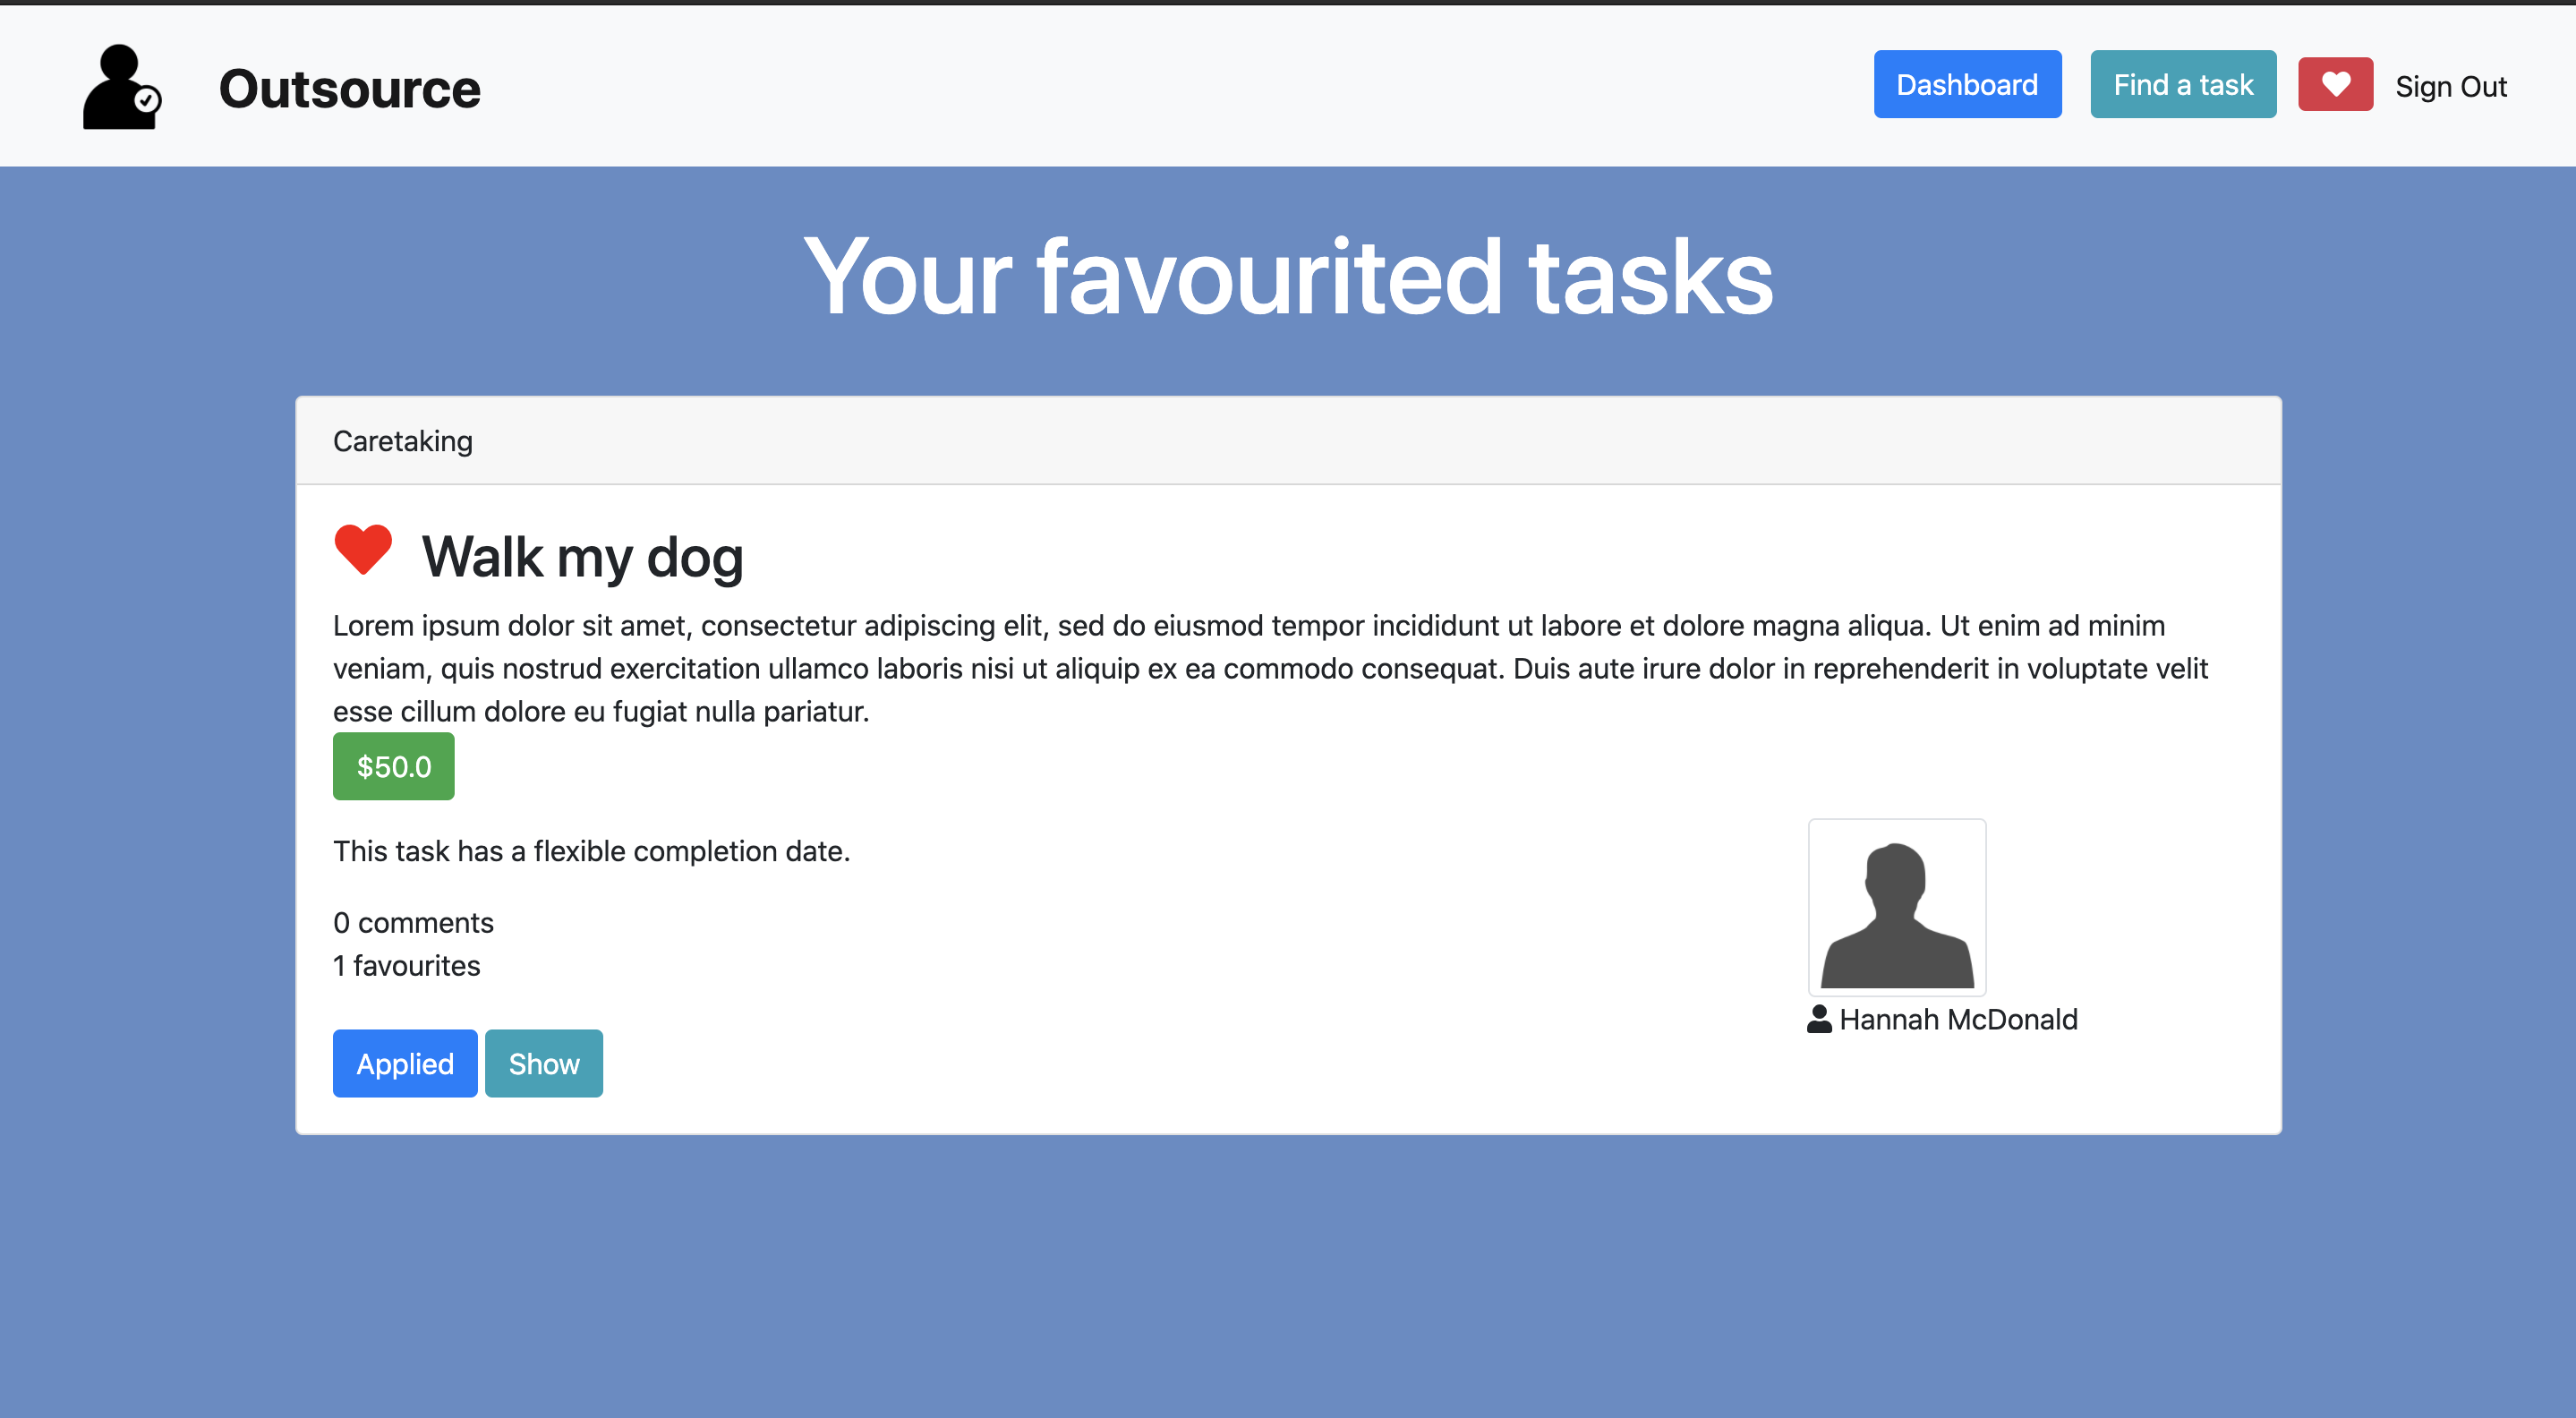 Outsource
Dashboard
Find a task
Sign Out
Your favourited tasks
Caretaking
Walk my dog
Lorem ipsum dolor sit amet, consectetur adipiscing elit, sed do eiusmod tempor incididunt ut labore et dolore magna aliqua. Ut enim ad minim
veniam, quis nostrud exercitation ullamco laboris nisi ut aliquip ex ea commodo consequat. Duis aute irure dolor in reprehenderit in voluptate velit
esse cillum dolore eu fugiat nulla pariatur.
$50.0
This task has a flexible completion date.
0 comments
1 favourites
Hannah McDonald
Applied
Show